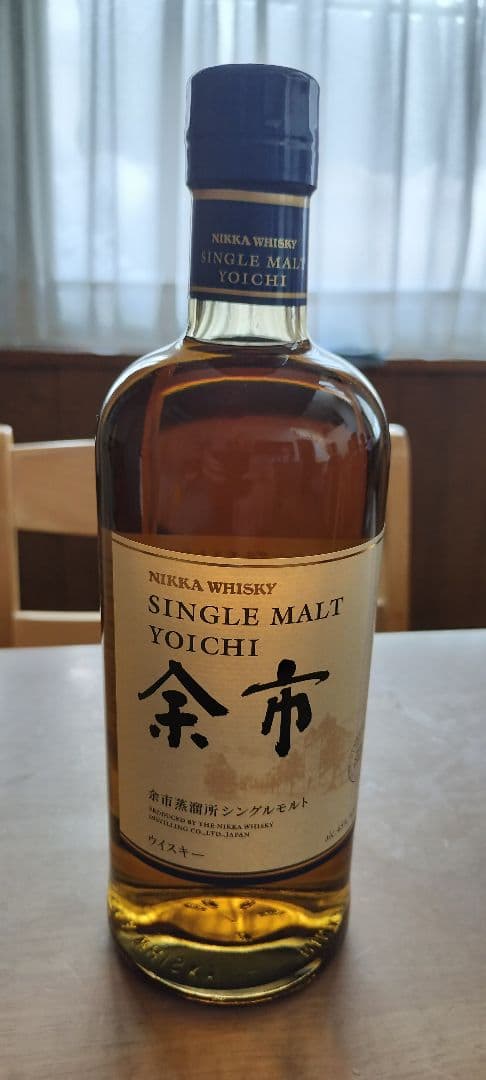 NIKKA WHISKY
SINGLE MALT
YOICHI
NIKKA WHISKY
SINGLE MALT
YOICHI
余市
余市蒸溜所シングルモルト
PRODUCED BY THE NIKKA WHISKY
DISTILLING CO.,LTD.,JAPAN
ウイスキー